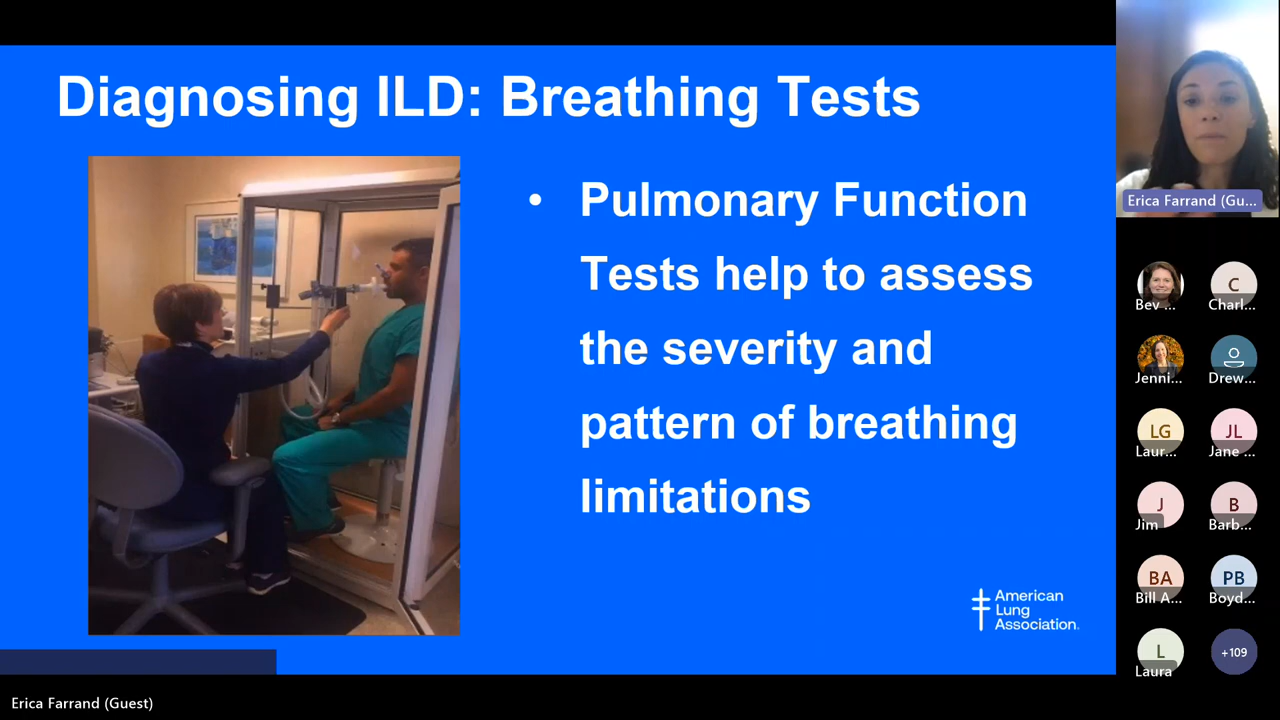 Diagnosing ILD: Breathing Tests
• Pulmonary Function
Tests help to assess
the severity and
pattern of breathing
limitations
American
Lung
Association.
Erica Farrand (Gu...
Bev ...
C
Charl...
Jenni...
Drew...
LG
Laur...
JL
Jane ...
J
Jim
B
Barb...
BA
Bill A...
PB
Boyd...
L
Laura
+109
Erica Farrand (Guest)